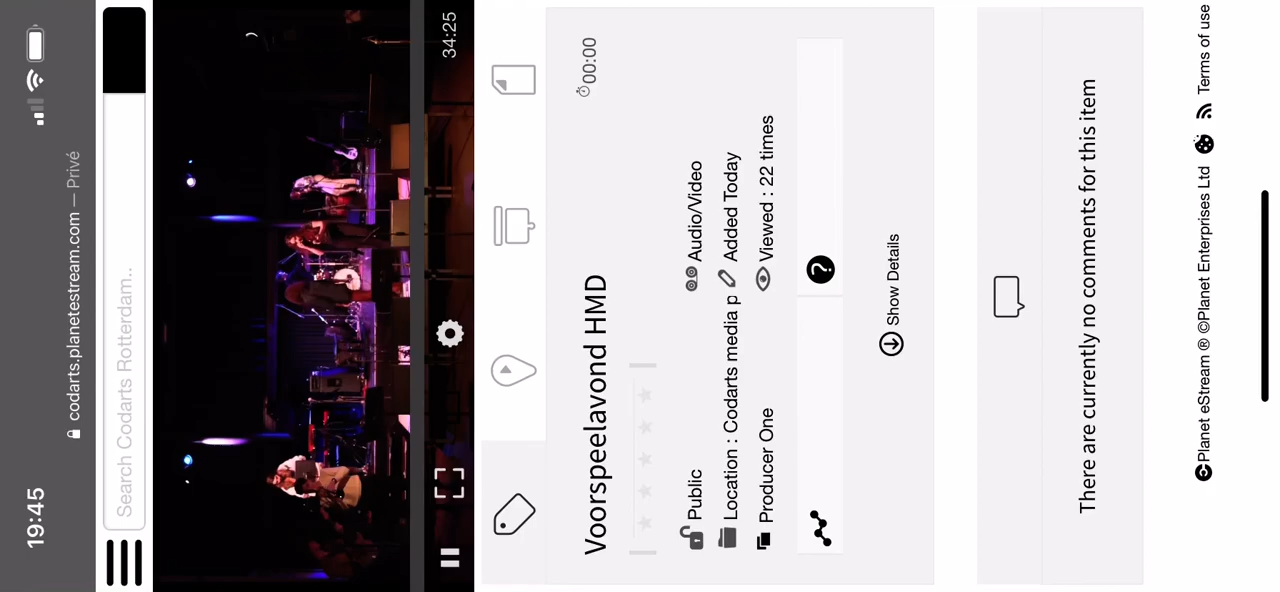 19:45
codarts.planetestream.com — Privé
Search Codarts Rotterdam..
34:25
Voorspeelavond HMD
00:00
Public
Audio/Video
Location : Codarts media p
Added Today
Producer One
Viewed : 22 times
Show Details
There are currently no comments for this item
Planet eStream ® ©Planet Enterprises Ltd
Terms of use